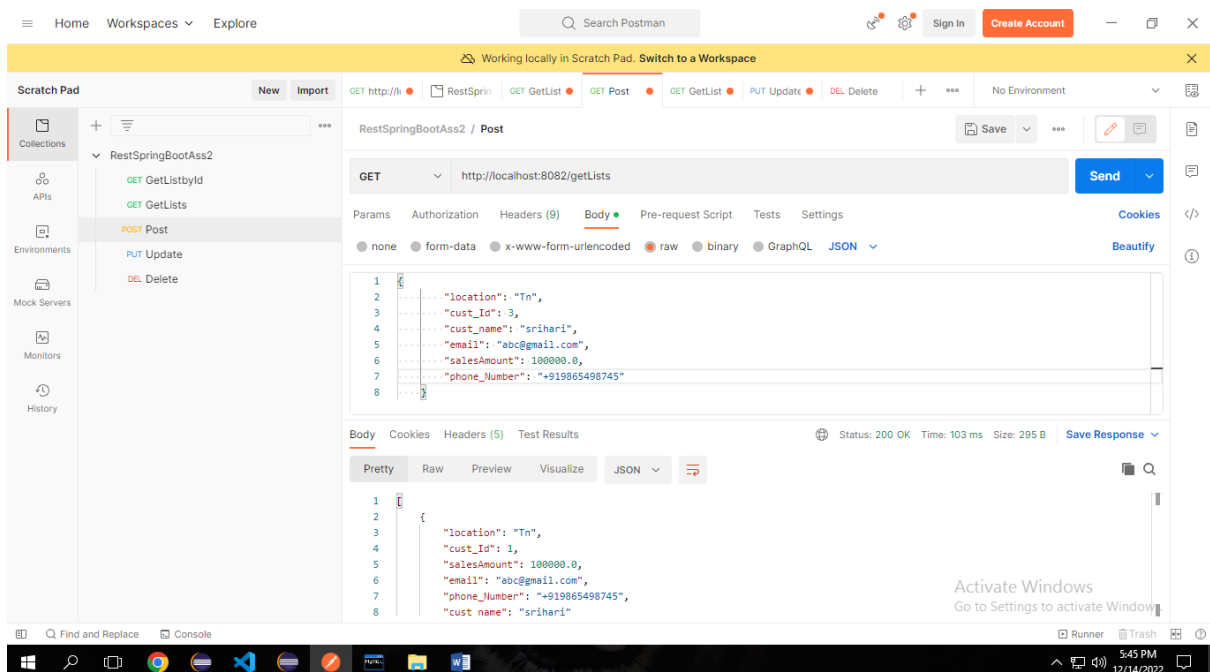 Home Workspaces Explore Search Postman Sign In Create Account
Working locally in Scratch Pad. Switch to a Workspace
Scratch Pad New Import GET http://l RestSprin GET GetList GET Post GET GetList PUT Update DEL Delete No Environment
Collections
RestSpringBootAss2 / Post Save
RestSpringBootAss2
GET GetListbyId
GET GetLists
POST Post
PUT Update
DEL Delete
APIs
Environments
Mock Servers
Monitors
History
GET http://localhost:8082/getLists Send
Params Authorization Headers (9) Body Pre-request Script Tests Settings Cookies
none form-data x-www-form-urlencoded raw binary GraphQL JSON Beautify
1 {
2 "location": "Tn",
3 "cust_Id": 3,
4 "cust_name": "srihari",
5 "email": "abc@gmail.com",
6 "salesAmount": 100000.0,
7 "phone_Number": "+919865498745"
8 }
Body Cookies Headers (5) Test Results Status: 200 OK Time: 103 ms Size: 295 B Save Response
Pretty Raw Preview Visualize JSON
1 [
2 {
3 "location": "Tn",
4 "cust_Id": 1,
5 "salesAmount": 100000.0,
6 "email": "abc@gmail.com",
7 "phone_Number": "+919865498745",
8 "cust_name": "srihari"
Activate Windows
Go to Settings to activate Windows.
Find and Replace Console Runner Trash
5:45 PM
12/14/2022